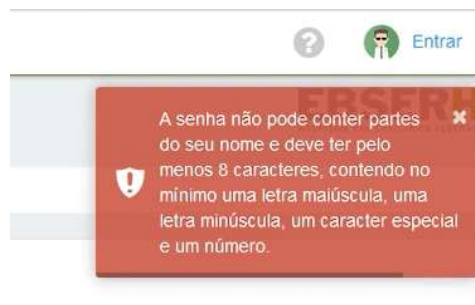 Entrar
EBSERH
A senha não pode conter partes
do seu nome e deve ter pelo
menos 8 caracteres, contendo no
mínimo uma letra maiúscula, uma
letra minúscula, um caracter especial
e um número.